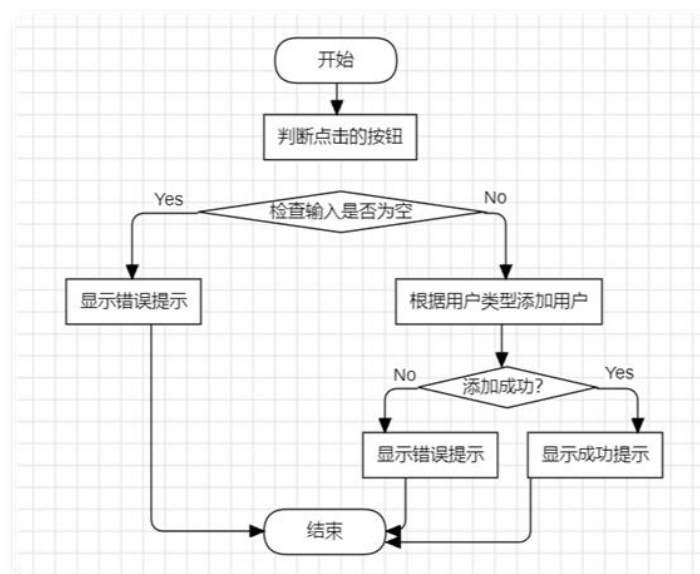 开始
判断点击的按钮
Yes
检查输入是否为空
No
显示错误提示
根据用户类型添加用户
No
添加成功?
Yes
显示错误提示
显示成功提示
结束